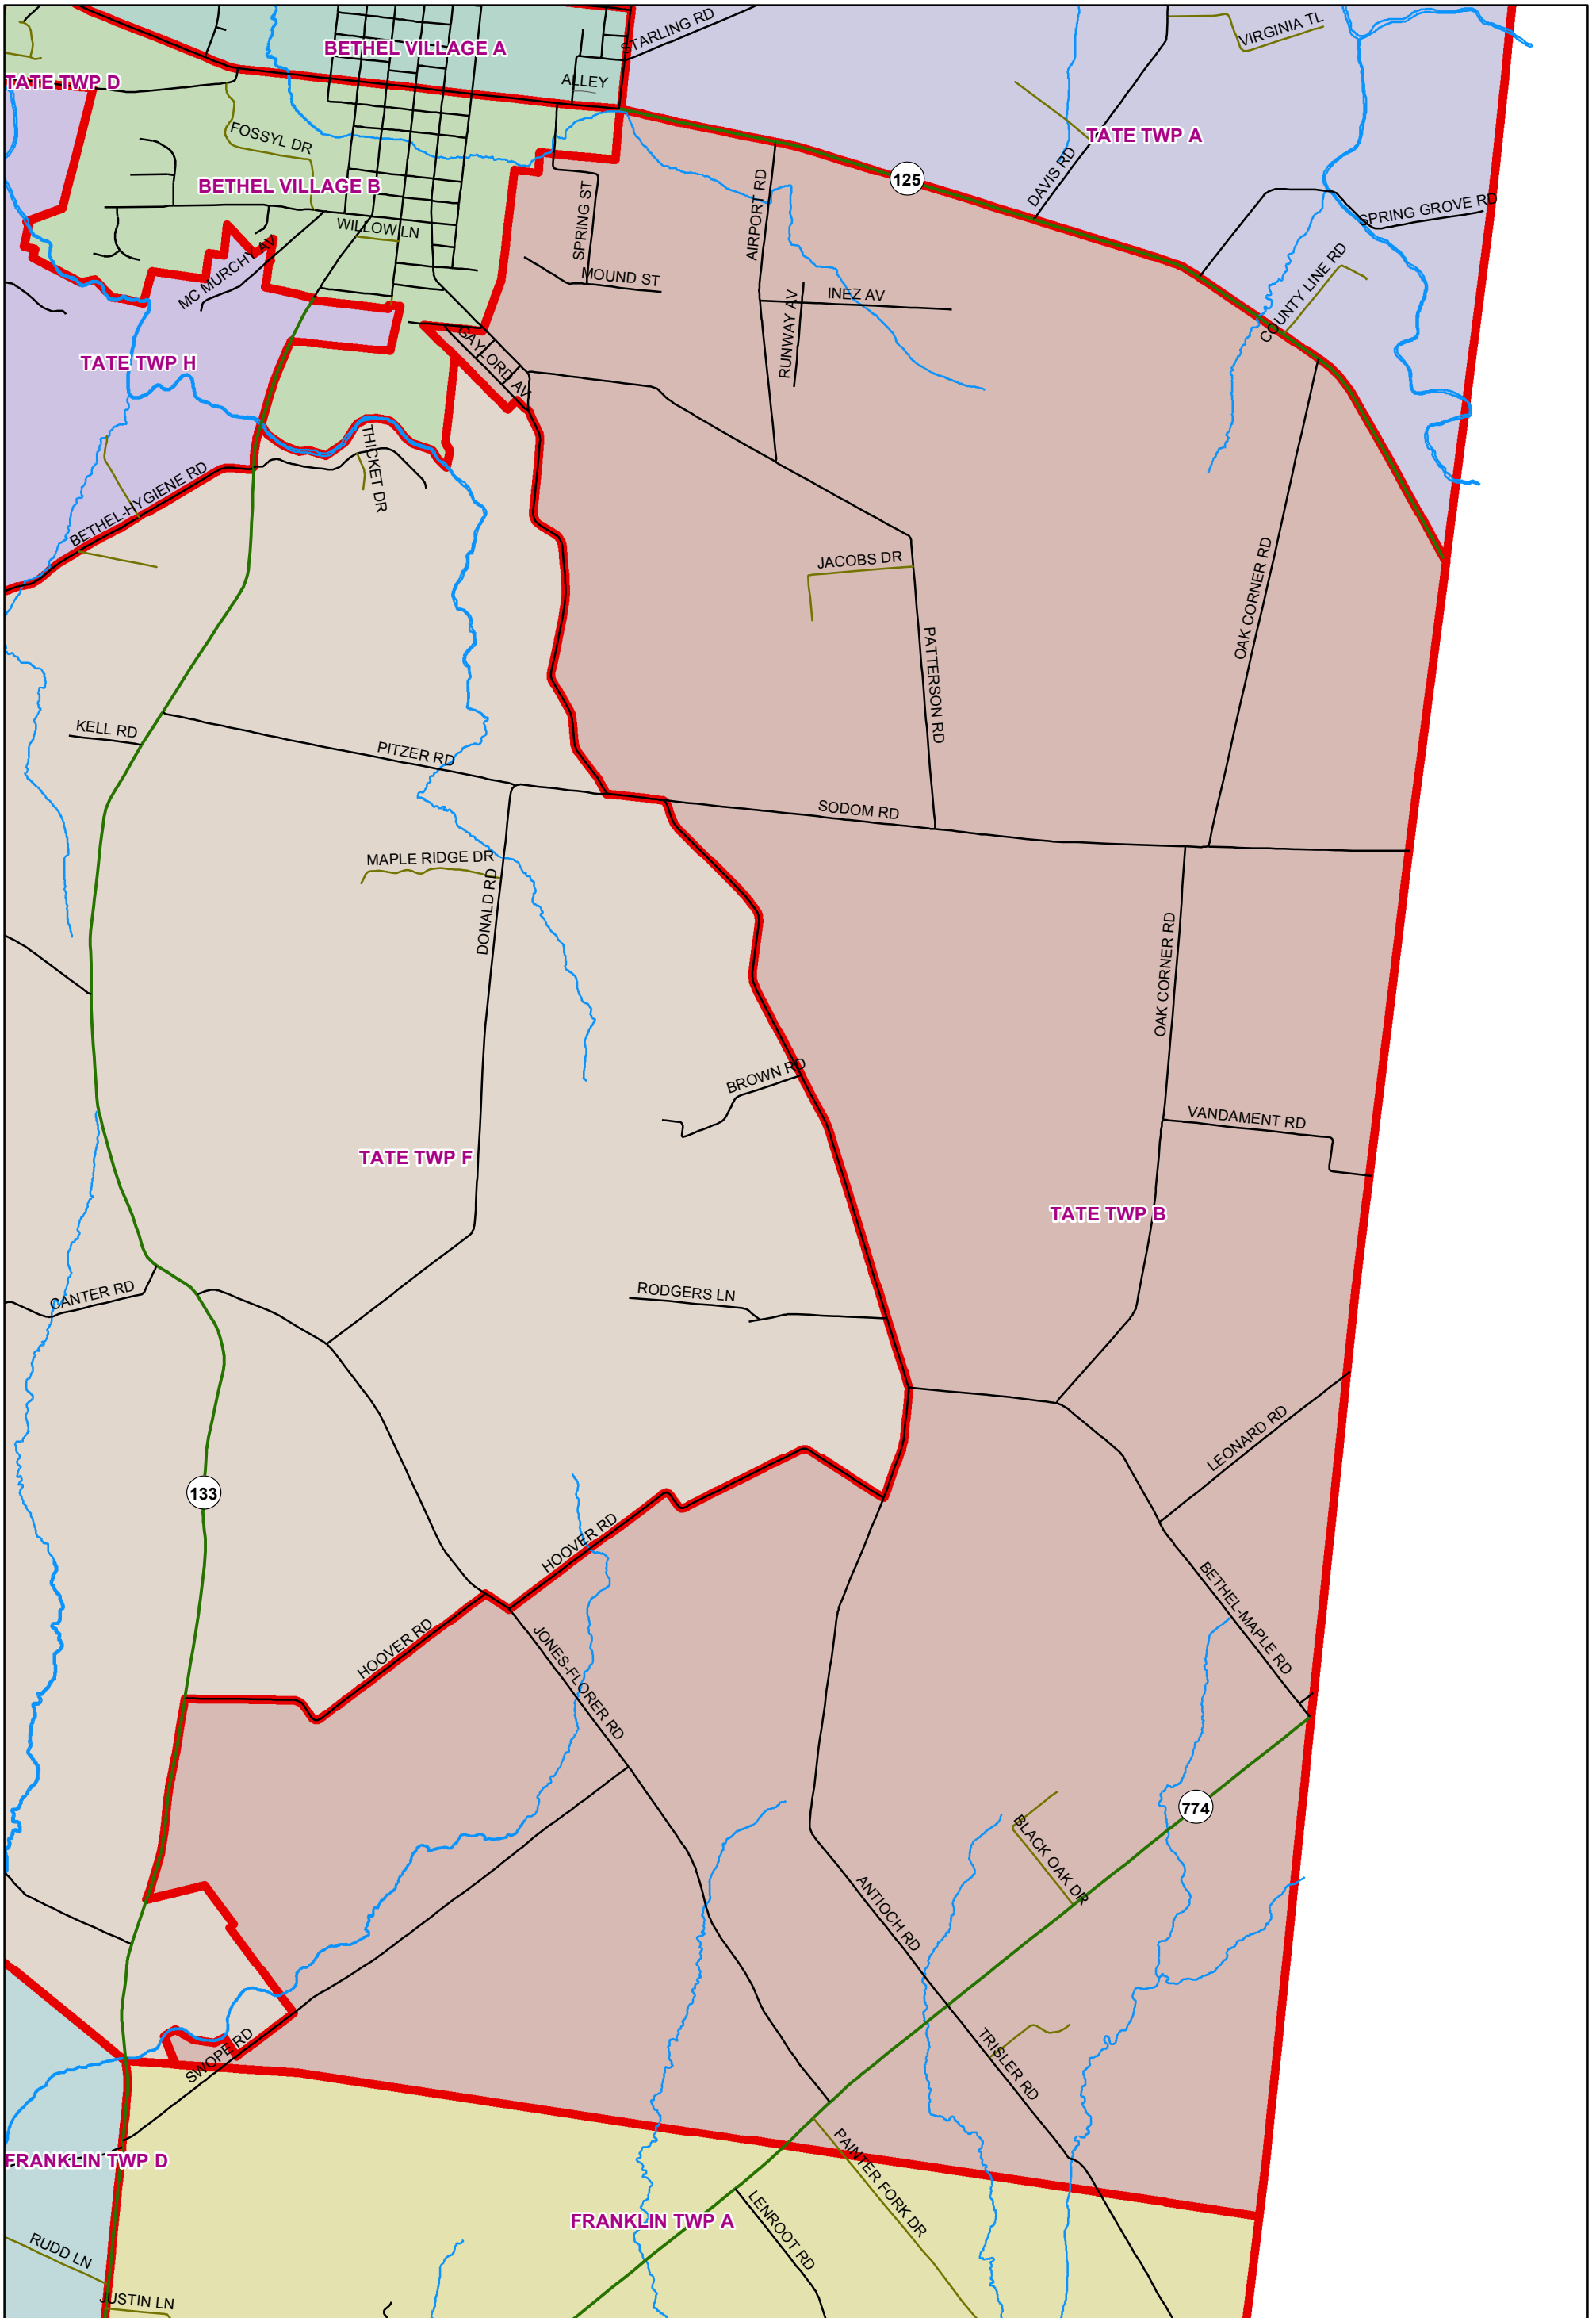 STARLING RD
VIRGINIA TL
BETHEL VILLAGE A
TATE TWP D
ALLEY
TATE TWP A
FOSSYL DR
125
DAVIS RD
BETHEL VILLAGE B
AIRPORT RD
SPRING ST
SPRING GROVE RD
WILLOW LN
MC MURCHY AV
MOUND ST
INEZ AV
COUNTY LINE RD
RUNWAY AV
GAYLORD AV
TATE TWP H
THICKET DR
BETHEL-HYGIENE RD
JACOBS DR
OAK CORNER RD
PATTERSON RD
KELL RD
PITZER RD
SODOM RD
MAPLE RIDGE DR
DONALD RD
OAK CORNER RD
BROWN RD
VANDAMENT RD
TATE TWP F
TATE TWP B
CANTER RD
RODGERS LN
LEONARD RD
133
HOOVER RD
BETHEL-MAPLE RD
HOOVER RD
JONES-FLORER RD
774
BLACK OAK DR
ANTIOCH RD
SWOPE RD
TRISLER RD
FRANKLIN TWP D
PAINTER FORK DR
FRANKLIN TWP A
LENROOT RD
RUDD LN
JUSTIN LN